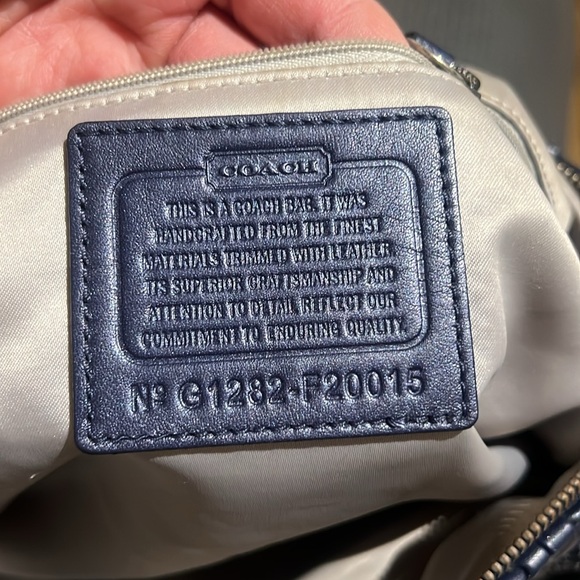 COACH
THIS IS A COACH BAG. IT WAS
HANDCRAFTED FROM THE FINEST
MATERIALS TRIMMED WITH LEATHER
ITS SUPERIOR CRAFTSMANSHIP AND
ATTENTION TO DETAIL REFLECT OUR
COMMITMENT TO ENDURING QUALITY.
Nº G1282-F20015